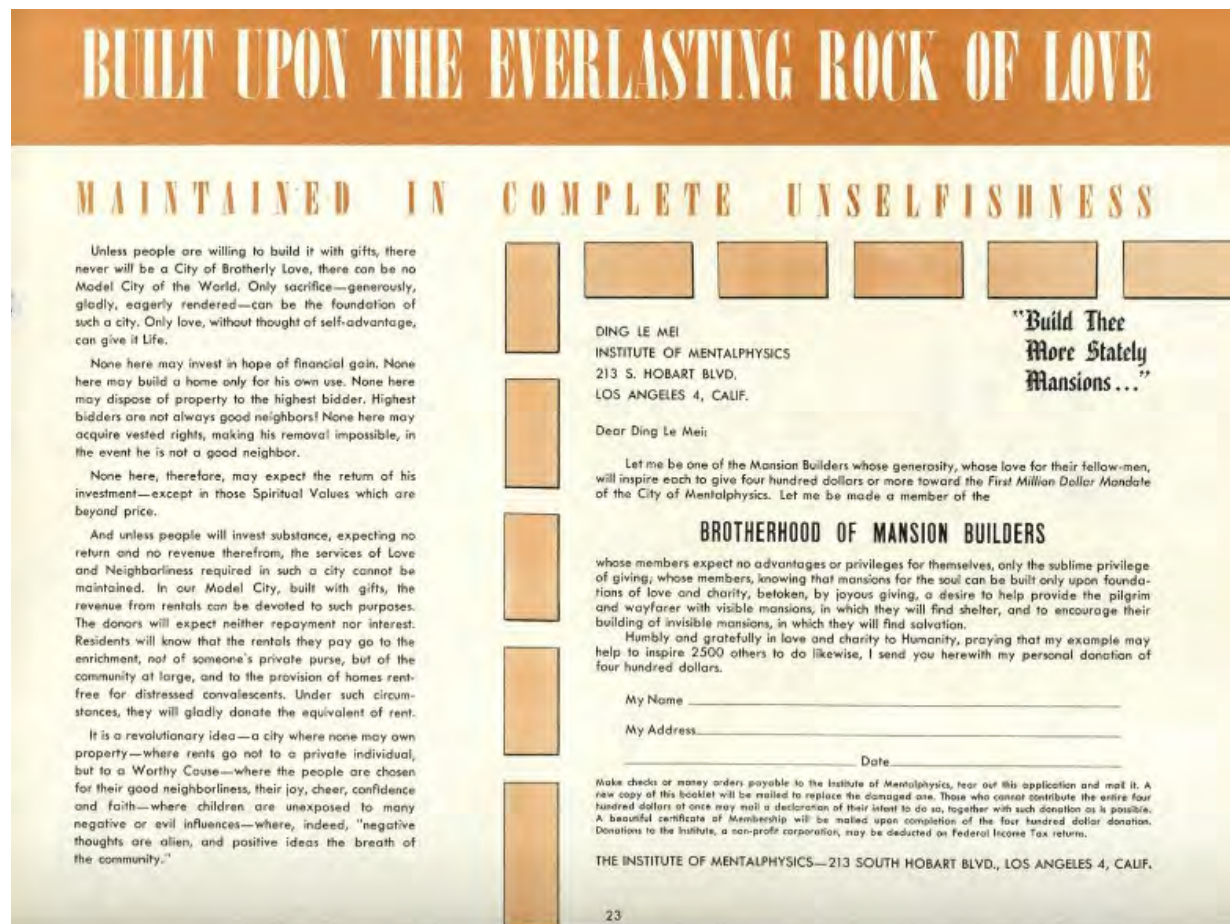 BUILT UPON THE EVERLASTING ROCK OF LOVE
MAINTAINED IN COMPLETE UNSELFISHNESS
Unless people are willing to build it with gifts, there
never will be a City of Brotherly Love, there can be no
Model City of the World. Only sacrifice—generously,
gladly, eagerly rendered—can be the foundation of
such a city. Only love, without thought of self-advantage,
can give it Life.
None here may invest in hope of financial gain. None
here may build a home only for his own use. None here
may dispose of property to the highest bidder. Highest
bidders are not always good neighbors! None here may
acquire vested rights, making his removal impossible, in
the event he is not a good neighbor.
None here, therefore, may expect the return of his
investment—except in those Spiritual Values which are
beyond price.
And unless people will invest substance, expecting no
return and no revenue therefrom, the services of Love
and Neighborliness required in such a city cannot be
maintained. In our Model City, built with gifts, the
revenue from rentals can be devoted to such purposes.
The donors will expect neither repayment nor interest.
Residents will know that the rentals they pay go to the
enrichment, not of someone's private purse, but of the
community at large, and to the provision of homes rent-
free for distressed convalescents. Under such circum-
stances, they will gladly donate the equivalent of rent.
It is a revolutionary idea—a city where none may own
property—where rents go not to a private individual,
but to a Worthy Cause—where the people are chosen
for their good neighborliness, their joy, cheer, confidence
and faith—where children are unexposed to many
negative or evil influences—where, indeed, "negative
thoughts are alien, and positive ideas the breath of
the community."
"Build Thee
More Stately
Mansions..."
DING LE MEI
INSTITUTE OF MENTALPHYSICS
213 S. HOBART BLVD.
LOS ANGELES 4, CALIF.
Dear Ding Le Mei:
Let me be one of the Mansion Builders whose generosity, whose love for their fellow-men,
will inspire each to give four hundred dollars or more toward the First Million Dollar Mandate
of the City of Mentalphysics. Let me be made a member of the
BROTHERHOOD OF MANSION BUILDERS
whose members expect no advantages or privileges for themselves, only the sublime privilege
of giving; whose members, knowing that mansions for the soul can be built only upon founda-
tions of love and charity, betoken, by joyous giving, a desire to help provide the pilgrim
and wayfarer with visible mansions, in which they will find shelter, and to encourage their
building of invisible mansions, in which they will find salvation.
Humbly and gratefully in love and charity to Humanity, praying that my example may
help to inspire 2500 others to do likewise, I send you herewith my personal donation of
four hundred dollars.
My Name
My Address
Date
Make checks or money orders payable to the Institute of Mentalphysics, tear out this application and mail it. A
new copy of this booklet will be mailed to replace the damaged one. Those who cannot contribute the entire four
hundred dollars at once may mail a declaration of their intent to do so, together with such donation as is possible.
A beautiful certificate of Membership will be mailed upon completion of the four hundred dollar donation.
Donations to the Institute, a non-profit corporation, may be deducted on Federal Income Tax return.
THE INSTITUTE OF MENTALPHYSICS—213 SOUTH HOBART BLVD., LOS ANGELES 4, CALIF.
23